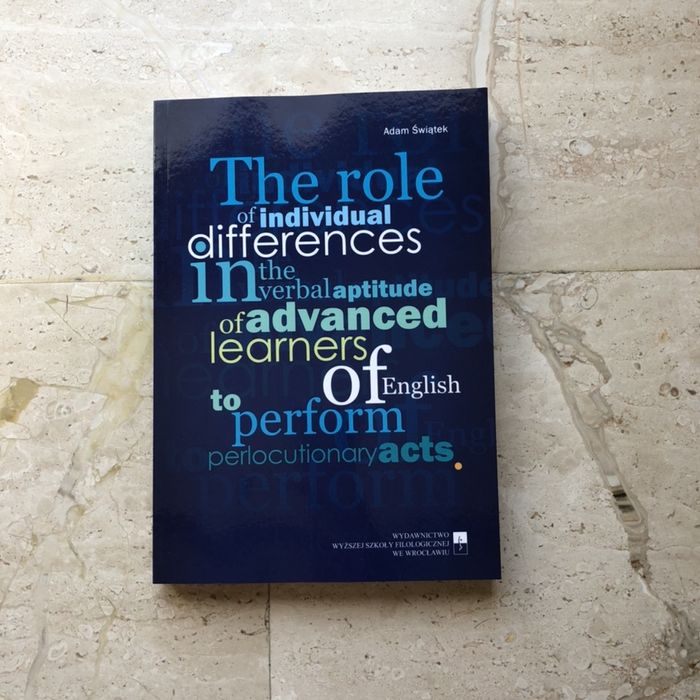 Adam Świątek
The role
of individual
differences
in the
verbal aptitude
of advanced
learners
of English
to
perform
perlocutionary acts.
WYDAWNICTWO
WYŻSZEJ SZKOŁY FILOLOGICZNEJ
WE WROCŁAWIU